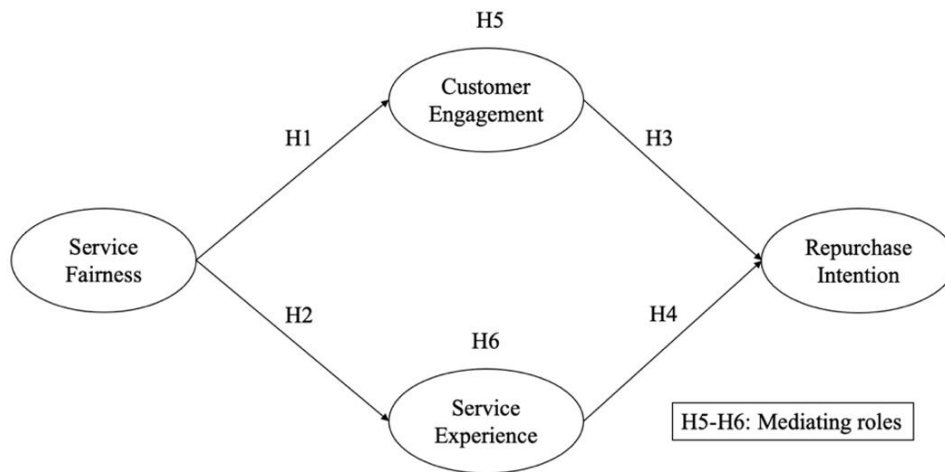 H5
Customer
Engagement
H1
H3
Service
Fairness
Repurchase
Intention
H2
H4
H6
Service
Experience
H5-H6: Mediating roles